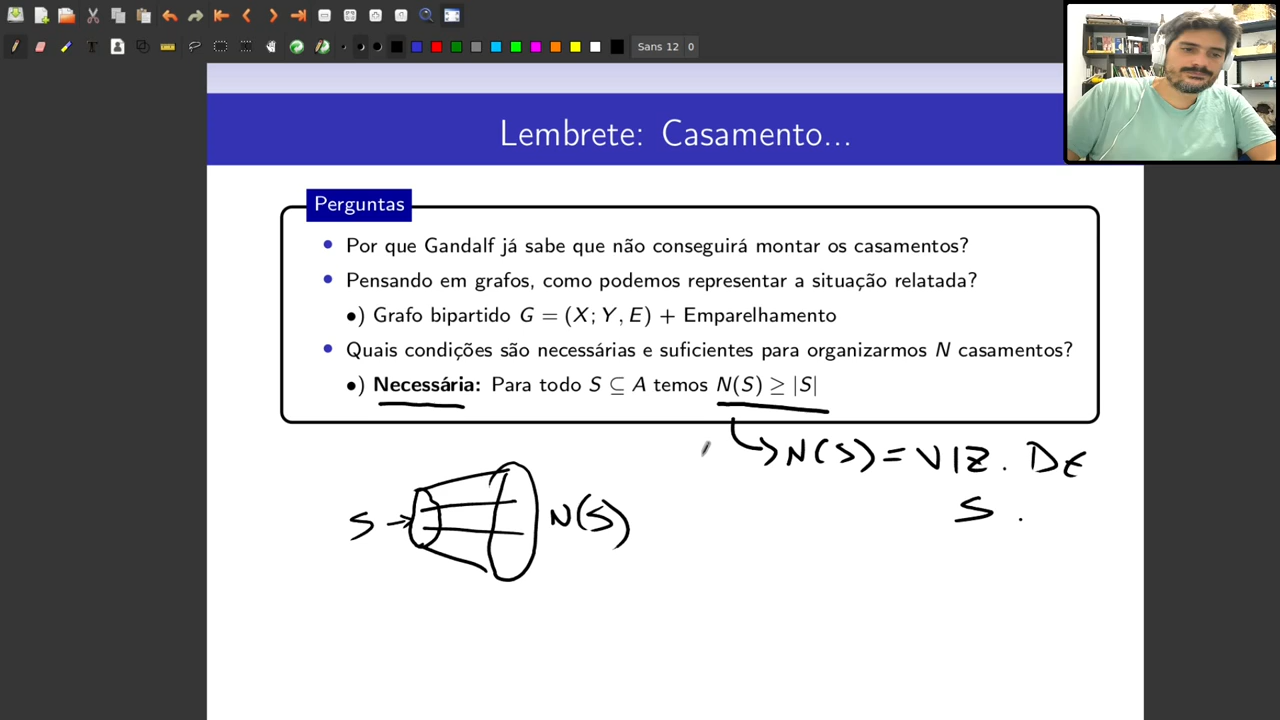 Sans 12 0
Lembrete: Casamento...
Perguntas
• Por que Gandalf já sabe que não conseguirá montar os casamentos?
• Pensando em grafos, como podemos representar a situação relatada?
•) Grafo bipartido G = (X; Y, E) + Emparelhamento
• Quais condições são necessárias e suficientes para organizarmos N casamentos?
•) Necessária: Para todo S ⊆ A temos N(S) ≥ |S|
N(S) = VIZ. DE
S.
S → N(S)